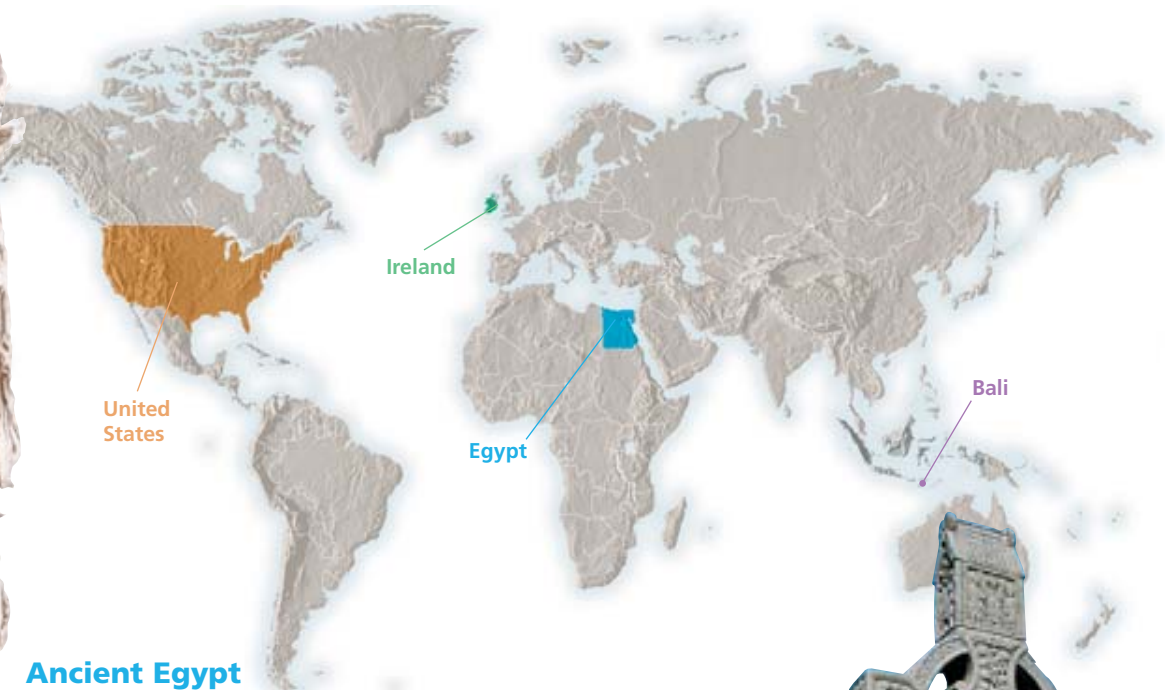 Ireland
United
States
Egypt
Bali
Ancient Egypt